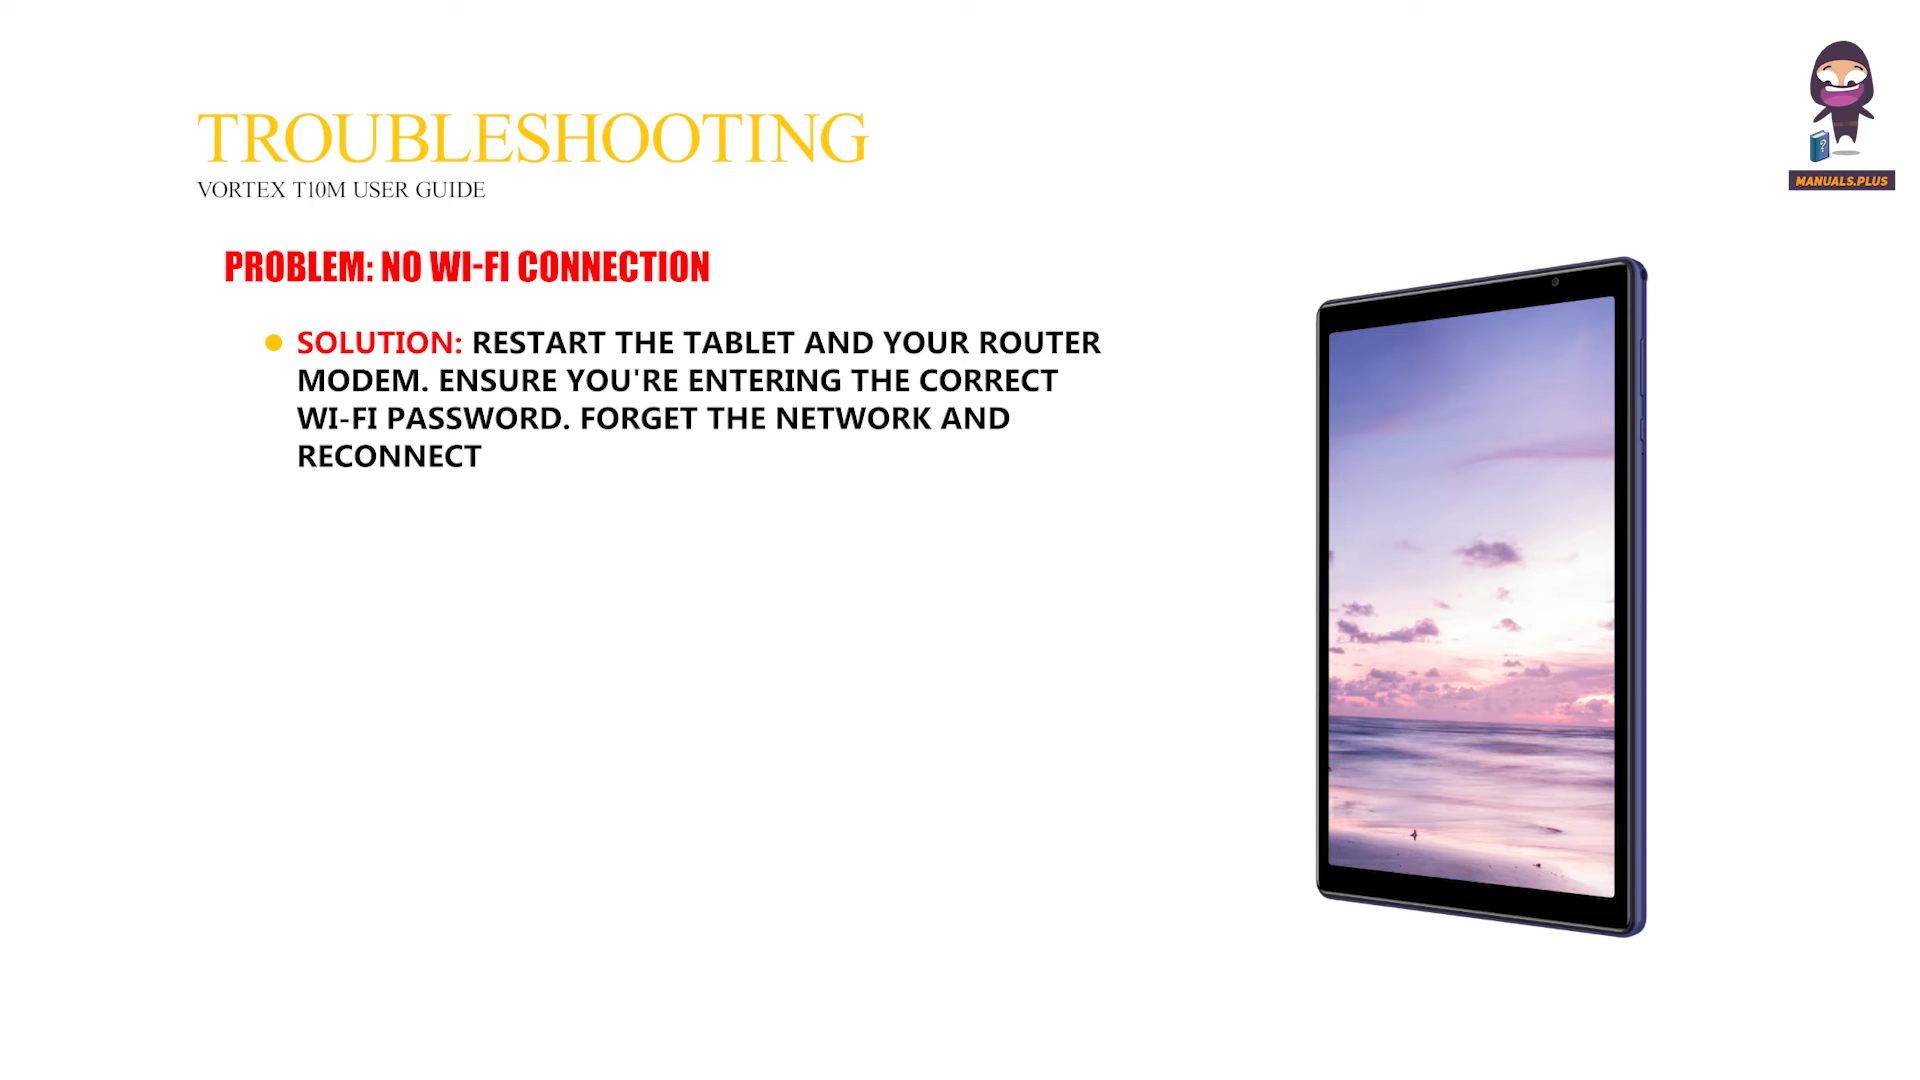 TROUBLESHOOTING
VORTEX T10M USER GUIDE
MANUALS.PLUS
PROBLEM: NO WI-FI CONNECTION
SOLUTION: RESTART THE TABLET AND YOUR ROUTER
MODEM. ENSURE YOU'RE ENTERING THE CORRECT
WI-FI PASSWORD. FORGET THE NETWORK AND
RECONNECT